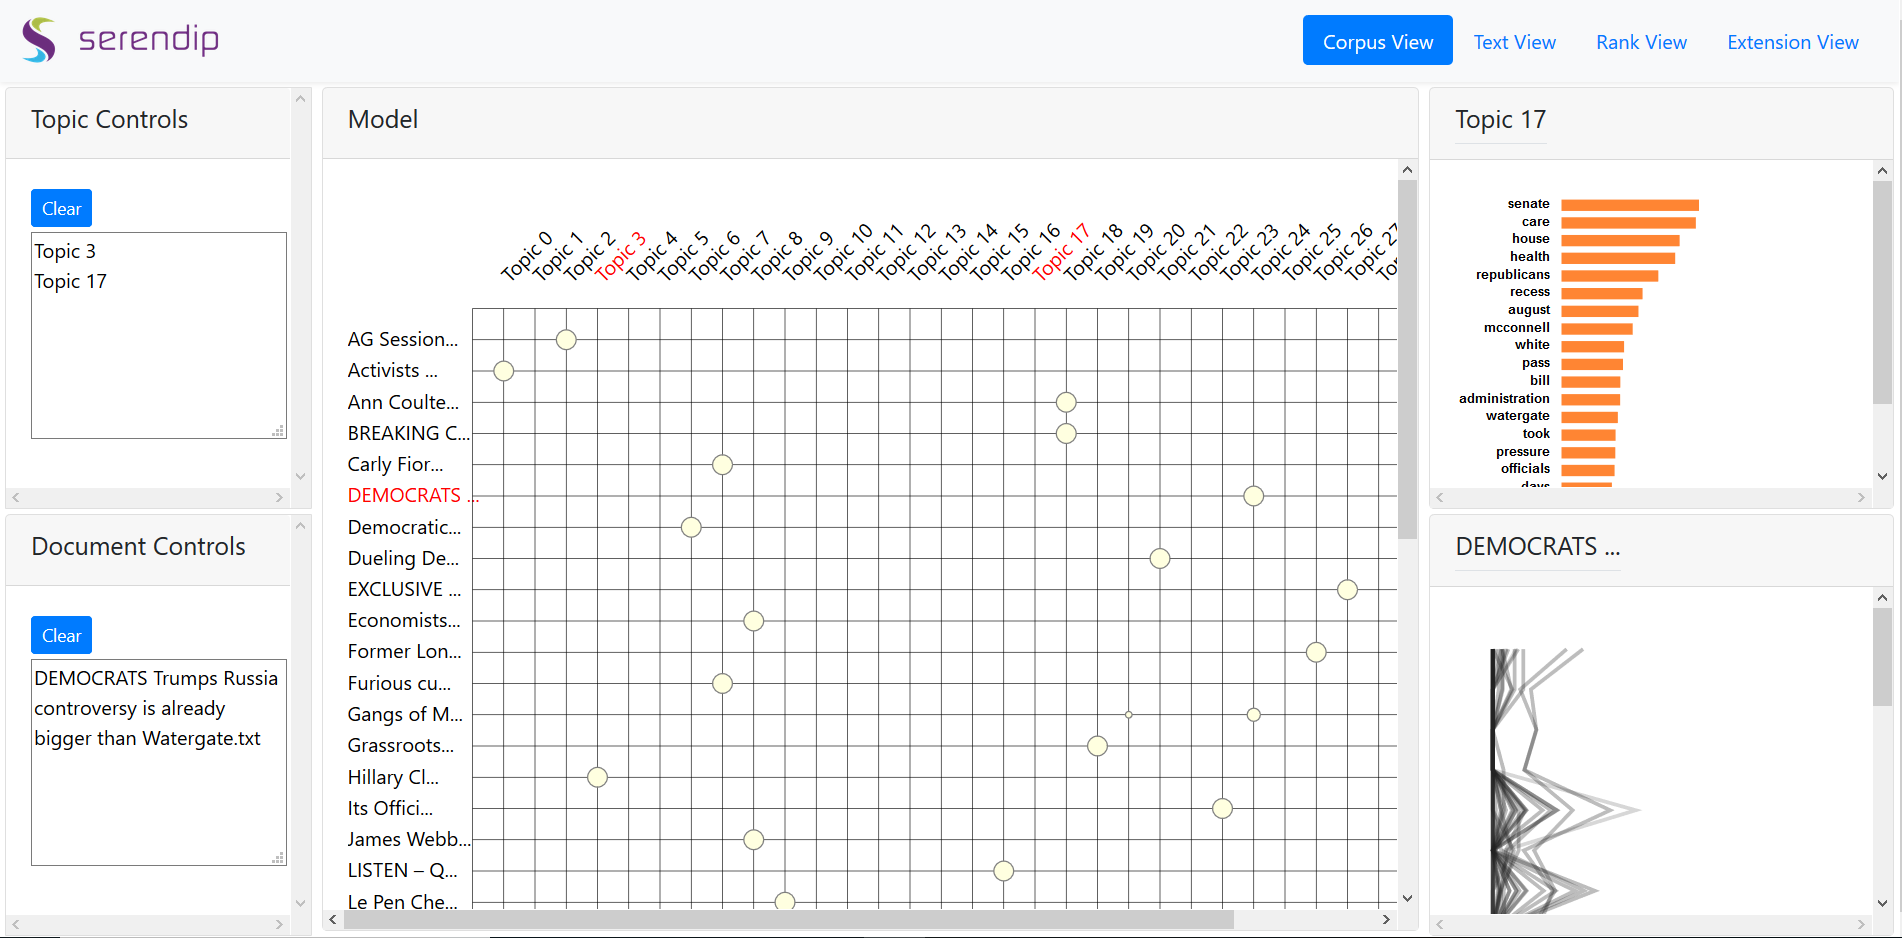 serendip
Corpus View
Text View
Rank View
Extension View
Topic Controls
Clear
Topic 3
Topic 17
Document Controls
Clear
DEMOCRATS Trumps Russia
controversy is already
bigger than Watergate.txt
Model
Topic 0
Topic 1
Topic 2
Topic 3
Topic 4
Topic 5
Topic 6
Topic 7
Topic 8
Topic 9
Topic 10
Topic 11
Topic 12
Topic 13
Topic 14
Topic 15
Topic 16
Topic 17
Topic 18
Topic 19
Topic 20
Topic 21
Topic 22
Topic 23
Topic 24
Topic 25
Topic 26
Topic 27
AG Session...
Activists ...
Ann Coulte...
BREAKING C...
Carly Fior...
DEMOCRATS ...
Democratic...
Dueling De...
EXCLUSIVE ...
Economists...
Former Lon...
Furious cu...
Gangs of M...
Grassroots...
Hillary Cl...
Its Offici...
James Webb...
LISTEN – Q...
Le Pen Che...
Topic 17
senate
care
house
health
republicans
recess
august
mcconnell
white
pass
bill
administration
watergate
took
pressure
officials
days
DEMOCRATS ...